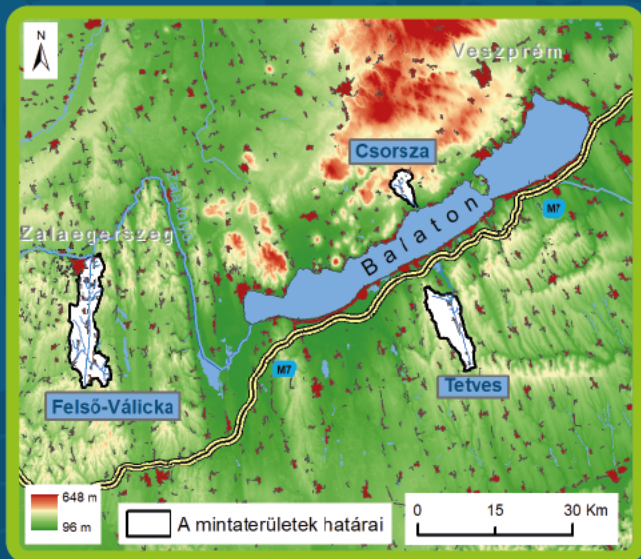 N
Veszprém
Csorsza
Balaton
M7
Zalaegerszeg
Felső-Válicka
M7
Tetves
648 m
96 m
A mintaterületek határai
0 15 30 Km